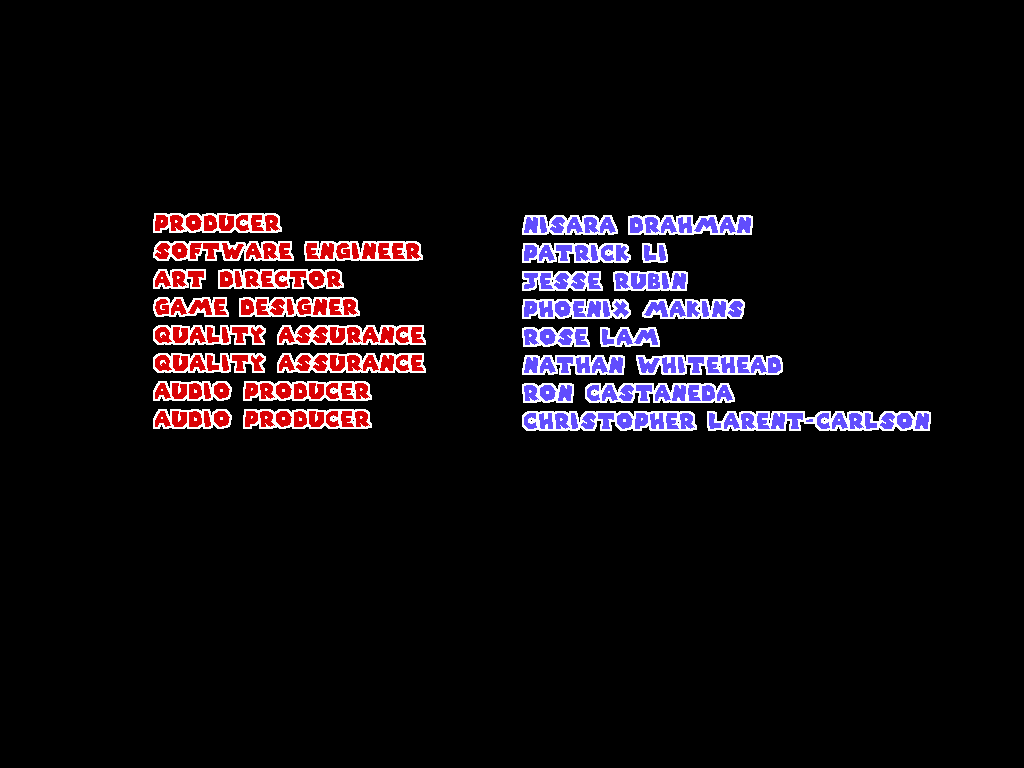 PRODUCER NISARA DRAHMAN
SOFTWARE ENGINEER PATRICK LI
ART DIRECTOR JESSE RUBIN
GAME DESIGNER PHOENIX MAKINS
QUALITY ASSURANCE ROSE LAM
QUALITY ASSURANCE NATHAN WHITEHEAD
AUDIO PRODUCER RON CASTANEDA
AUDIO PRODUCER CHRISTOPHER LARENT-CARLSON